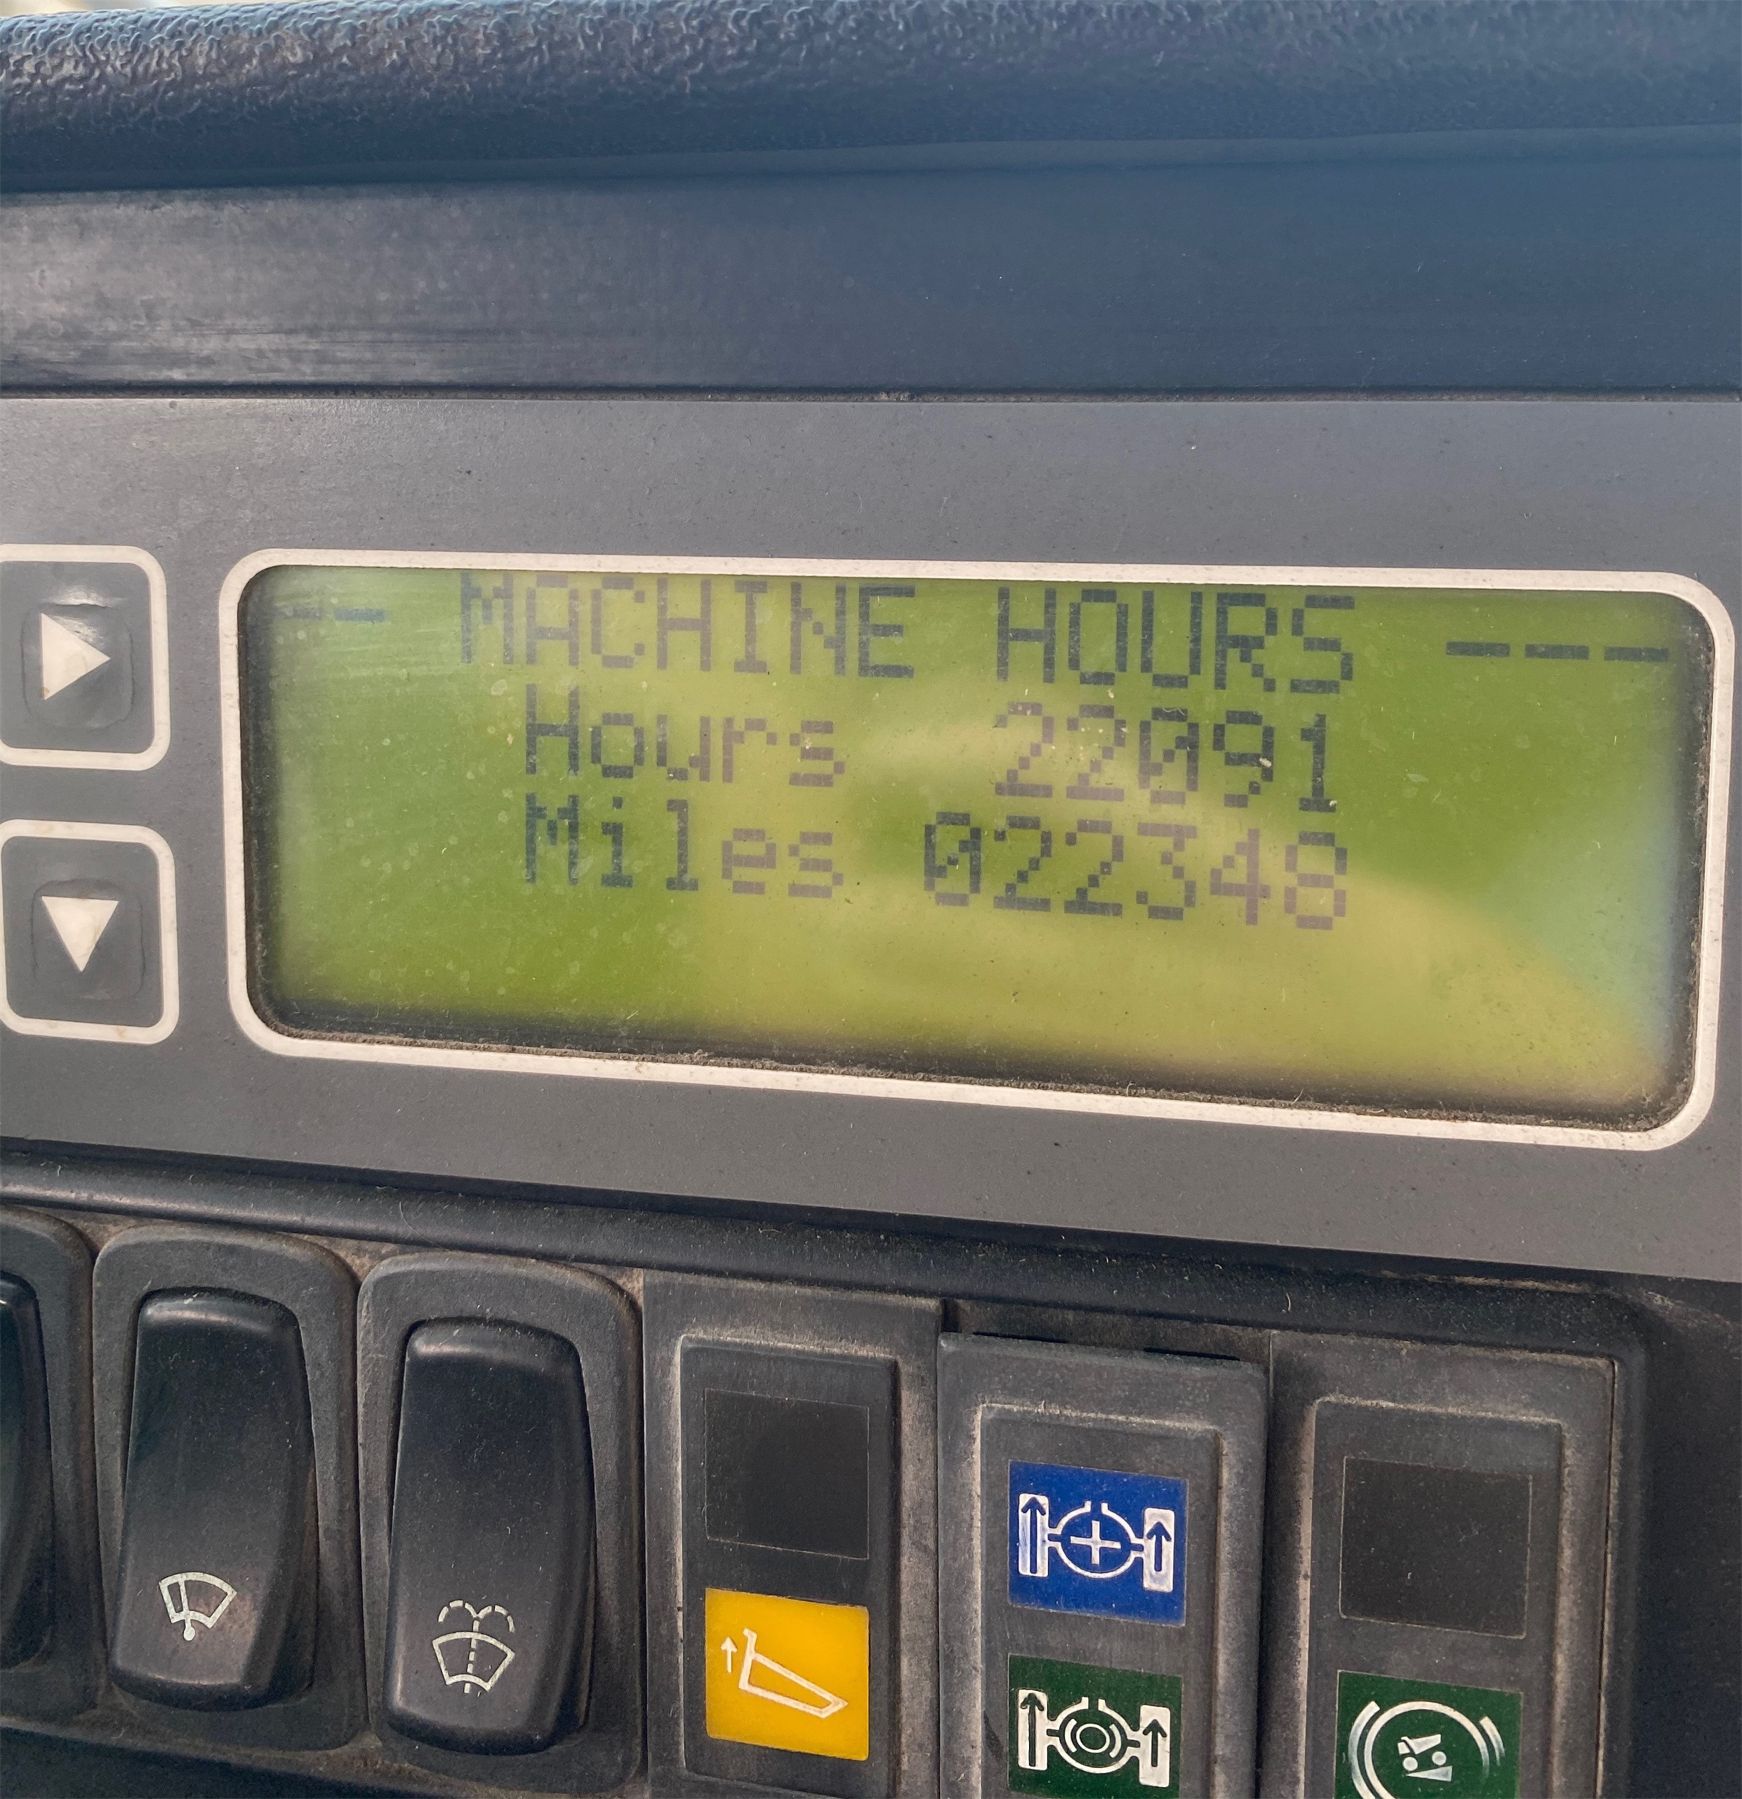 -- MACHINE HOURS ---
Hours 22091
Miles 022348